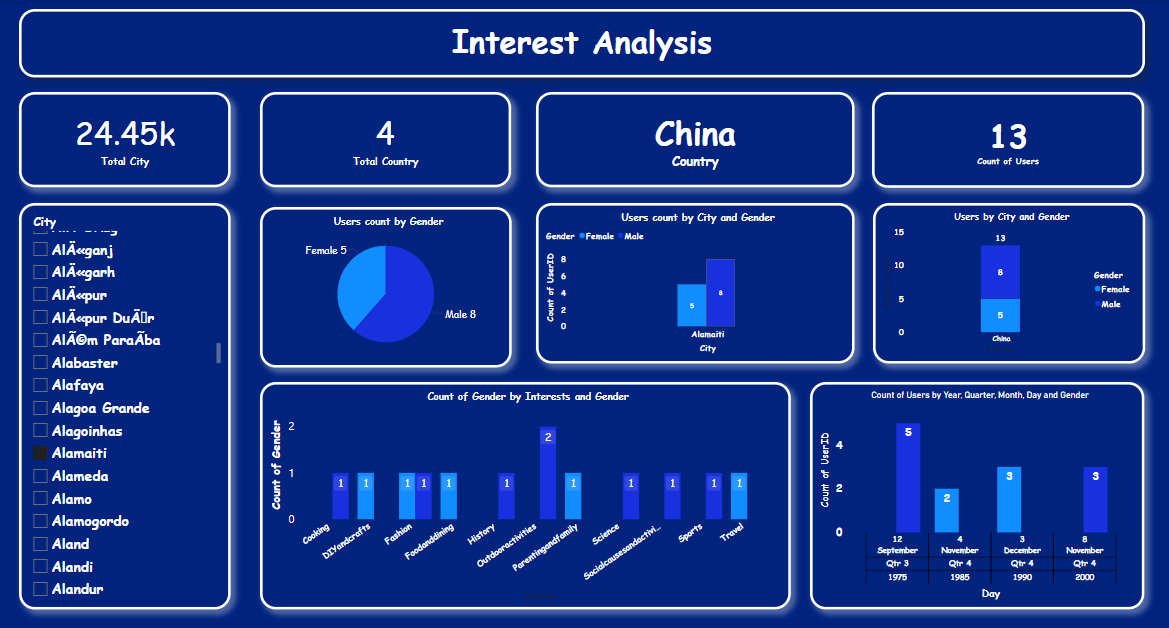 Interest Analysis
24.45k
Total City
4
Total Country
China
Country
13
Count of Users
City
AlÄ«ganj
AlÄ«garh
AlÄ«pur
AlÃ©m ParaÃba
Alabaster
Alafaya
Alagoa Grande
Alagoinhas
Alamaiti
Alameda
Alamo
Alamogordo
Aland
Alandi
Alandur
Users count by Gender
Female 5
Male 8
Users count by City and Gender
Gender Female Male
Count of UserID
8
6
4
2
0
5
8
Alamaiti
City
Users by City and Gender
15
10
5
0
13
8
5
China
Gender
Female
Male
Count of Gender by Interests and Gender
Count of Gender
2
1
0
1 1 1 1 1 1 2 1 1 1 1
Cooking
DIYandcrafts
Fashion
Foodanddining
History
Outdooractivities
Parentingandfamily
Science
Socialcausesandactivi...
Sports
Travel
Count of Users by Year, Quarter, Month, Day and Gender
Count of UserID
4
2
0
5 2 3 3
12 4 3 8
September November December November
Qtr 3 Qtr 4 Qtr 4 Qtr 4
1975 1985 1990 2000
Day